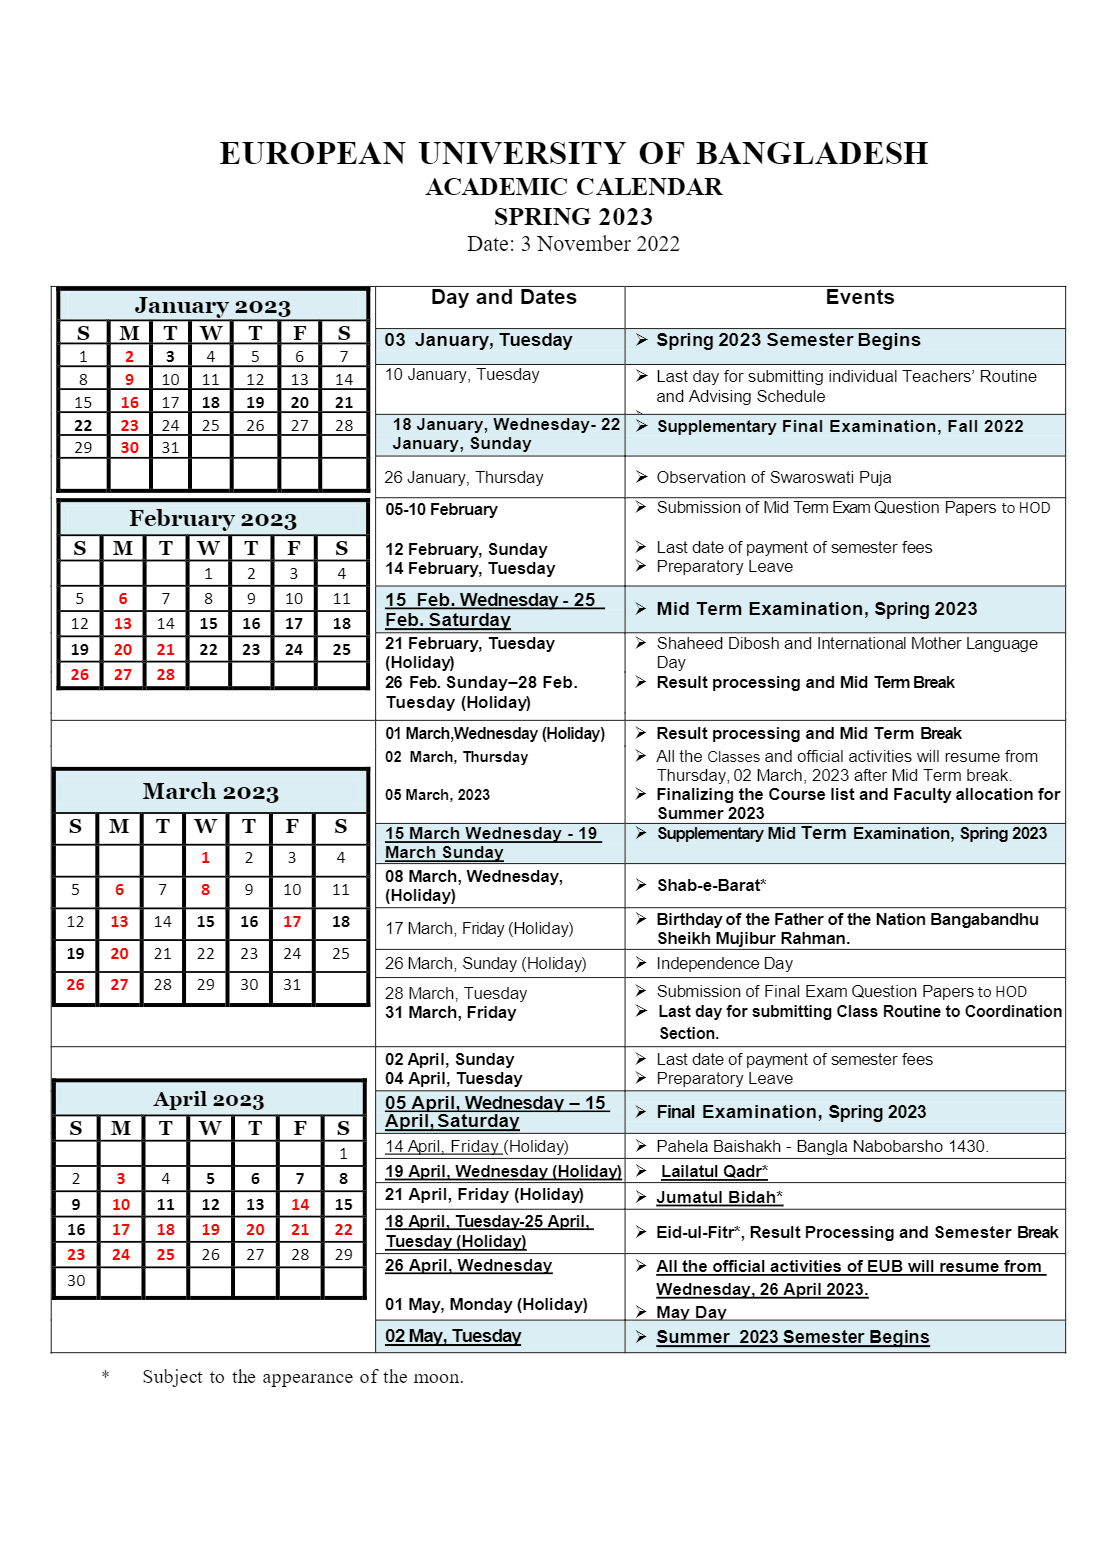 EUROPEAN UNIVERSITY OF BANGLADESH
ACADEMIC CALENDAR
SPRING 2023
Date: 3 November 2022
January 2023
S M T W T F S
1 2 3 4 5 6 7
8 9 10 11 12 13 14
15 16 17 18 19 20 21
22 23 24 25 26 27 28
29 30 31
February 2023
S M T W T F S
1 2 3 4
5 6 7 8 9 10 11
12 13 14 15 16 17 18
19 20 21 22 23 24 25
26 27 28
March 2023
S M T W T F S
1 2 3 4
5 6 7 8 9 10 11
12 13 14 15 16 17 18
19 20 21 22 23 24 25
26 27 28 29 30 31
April 2023
S M T W T F S
1
2 3 4 5 6 7 8
9 10 11 12 13 14 15
16 17 18 19 20 21 22
23 24 25 26 27 28 29
30
Day and Dates Events
03 January, Tuesday ➢ Spring 2023 Semester Begins
10 January, Tuesday ➢ Last day for submitting individual Teachers’ Routine
and Advising Schedule
18 January, Wednesday- 22 ➢ Supplementary Final Examination, Fall 2022
January, Sunday
26 January, Thursday ➢ Observation of Swaroswati Puja
05-10 February ➢ Submission of Mid Term Exam Question Papers to HOD
12 February, Sunday ➢ Last date of payment of semester fees
14 February, Tuesday ➢ Preparatory Leave
15 Feb. Wednesday - 25 ➢ Mid Term Examination, Spring 2023
Feb. Saturday
21 February, Tuesday ➢ Shaheed Dibosh and International Mother Language
(Holiday) Day
26 Feb. Sunday–28 Feb. ➢ Result processing and Mid Term Break
Tuesday (Holiday)
01 March,Wednesday (Holiday) ➢ Result processing and Mid Term Break
02 March, Thursday ➢ All the Classes and official activities will resume from
Thursday, 02 March, 2023 after Mid Term break.
05 March, 2023 ➢ Finalizing the Course list and Faculty allocation for
Summer 2023
15 March Wednesday - 19 ➢ Supplementary Mid Term Examination, Spring 2023
March Sunday
08 March, Wednesday, ➢ Shab-e-Barat*
(Holiday)
17 March, Friday (Holiday) ➢ Birthday of the Father of the Nation Bangabandhu
Sheikh Mujibur Rahman.
26 March, Sunday (Holiday) ➢ Independence Day
28 March, Tuesday ➢ Submission of Final Exam Question Papers to HOD
31 March, Friday ➢ Last day for submitting Class Routine to Coordination
Section.
02 April, Sunday ➢ Last date of payment of semester fees
04 April, Tuesday ➢ Preparatory Leave
05 April, Wednesday – 15 ➢ Final Examination, Spring 2023
April, Saturday
14 April, Friday (Holiday) ➢ Pahela Baishakh - Bangla Nabobarsho 1430.
19 April, Wednesday (Holiday) ➢ Lailatul Qadr*
21 April, Friday (Holiday) ➢ Jumatul Bidah*
18 April, Tuesday-25 April, ➢ Eid-ul-Fitr*, Result Processing and Semester Break
Tuesday (Holiday)
26 April, Wednesday ➢ All the official activities of EUB will resume from
Wednesday, 26 April 2023.
01 May, Monday (Holiday) ➢ May Day
02 May, Tuesday ➢ Summer 2023 Semester Begins
* Subject to the appearance of the moon.